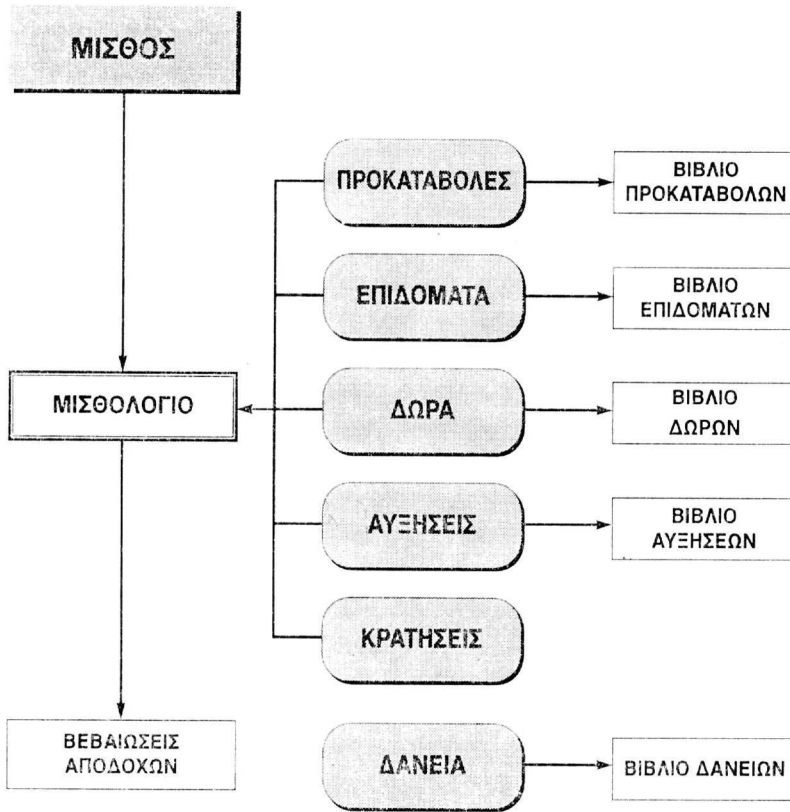 ΜΙΣΘΟΣ
ΠΡΟΚΑΤΑΒΟΛΕΣ
ΒΙΒΛΙΟ
ΠΡΟΚΑΤΑΒΟΛΩΝ
ΕΠΙΔΟΜΑΤΑ
ΒΙΒΛΙΟ
ΕΠΙΔΟΜΑΤΩΝ
ΜΙΣΘΟΛΟΓΙΟ
ΔΩΡΑ
ΒΙΒΛΙΟ
ΔΩΡΩΝ
ΑΥΞΗΣΕΙΣ
ΒΙΒΛΙΟ
ΑΥΞΗΣΕΩΝ
ΚΡΑΤΗΣΕΙΣ
ΒΕΒΑΙΩΣΕΙΣ
ΑΠΟΔΟΧΩΝ
ΔΑΝΕΙΑ
ΒΙΒΛΙΟ ΔΑΝΕΙΩΝ